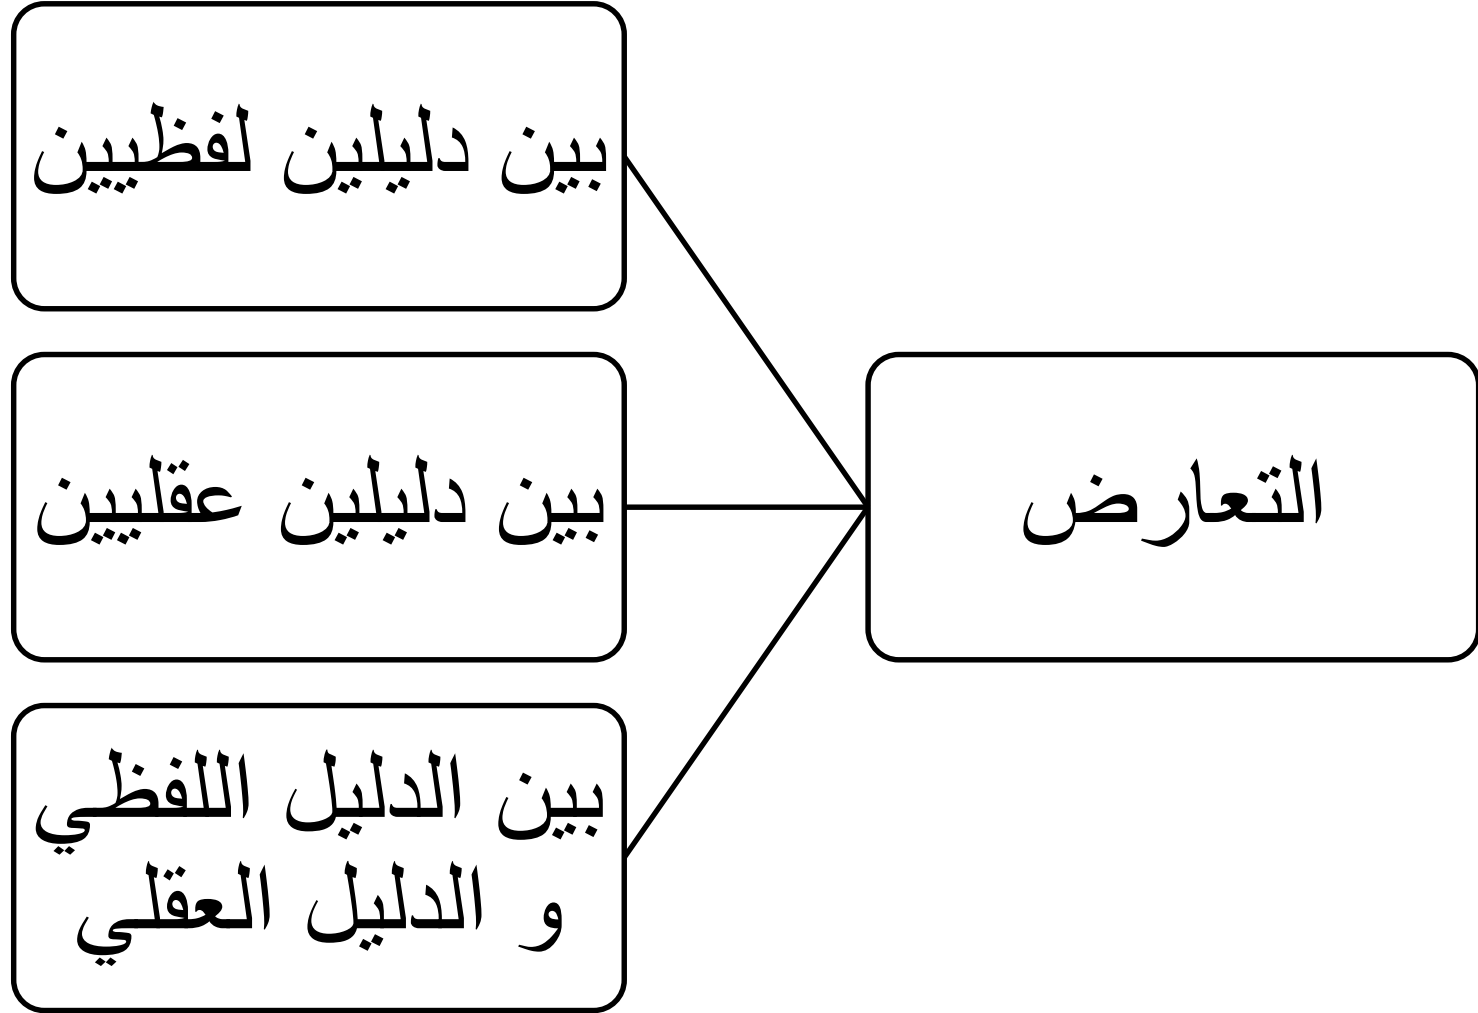 التعارض
بين دليلين لفظيين
بين دليلين عقليين
بين الدليل اللفظي
و الدليل العقلي